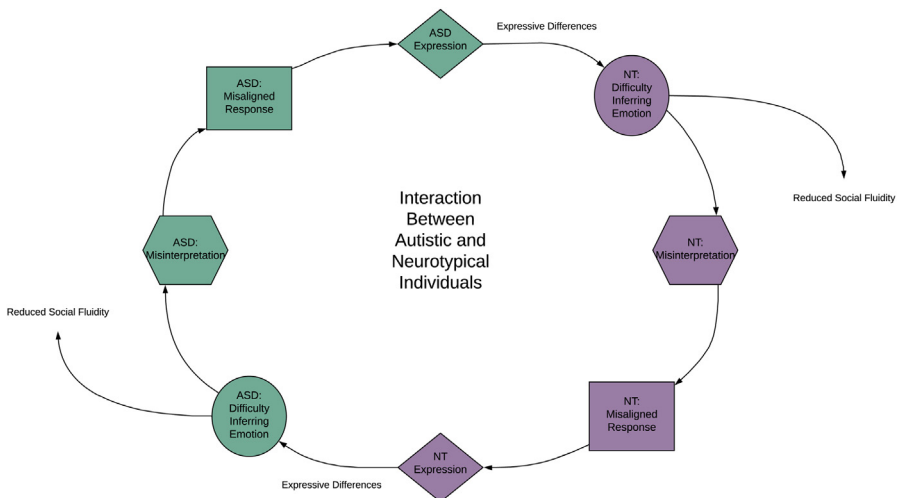 Expressive Differences
ASD
Expression
NT:
Difficulty
Inferring
Emotion
ASD:
Misaligned
Response
Reduced Social Fluidity
Interaction
Between
Autistic and
Neurotypical
Individuals
ASD:
Misinterpretation
NT:
Misinterpretation
Reduced Social Fluidity
ASD:
Difficulty
Inferring
Emotion
NT:
Misaligned
Response
NT
Expression
Expressive Differences